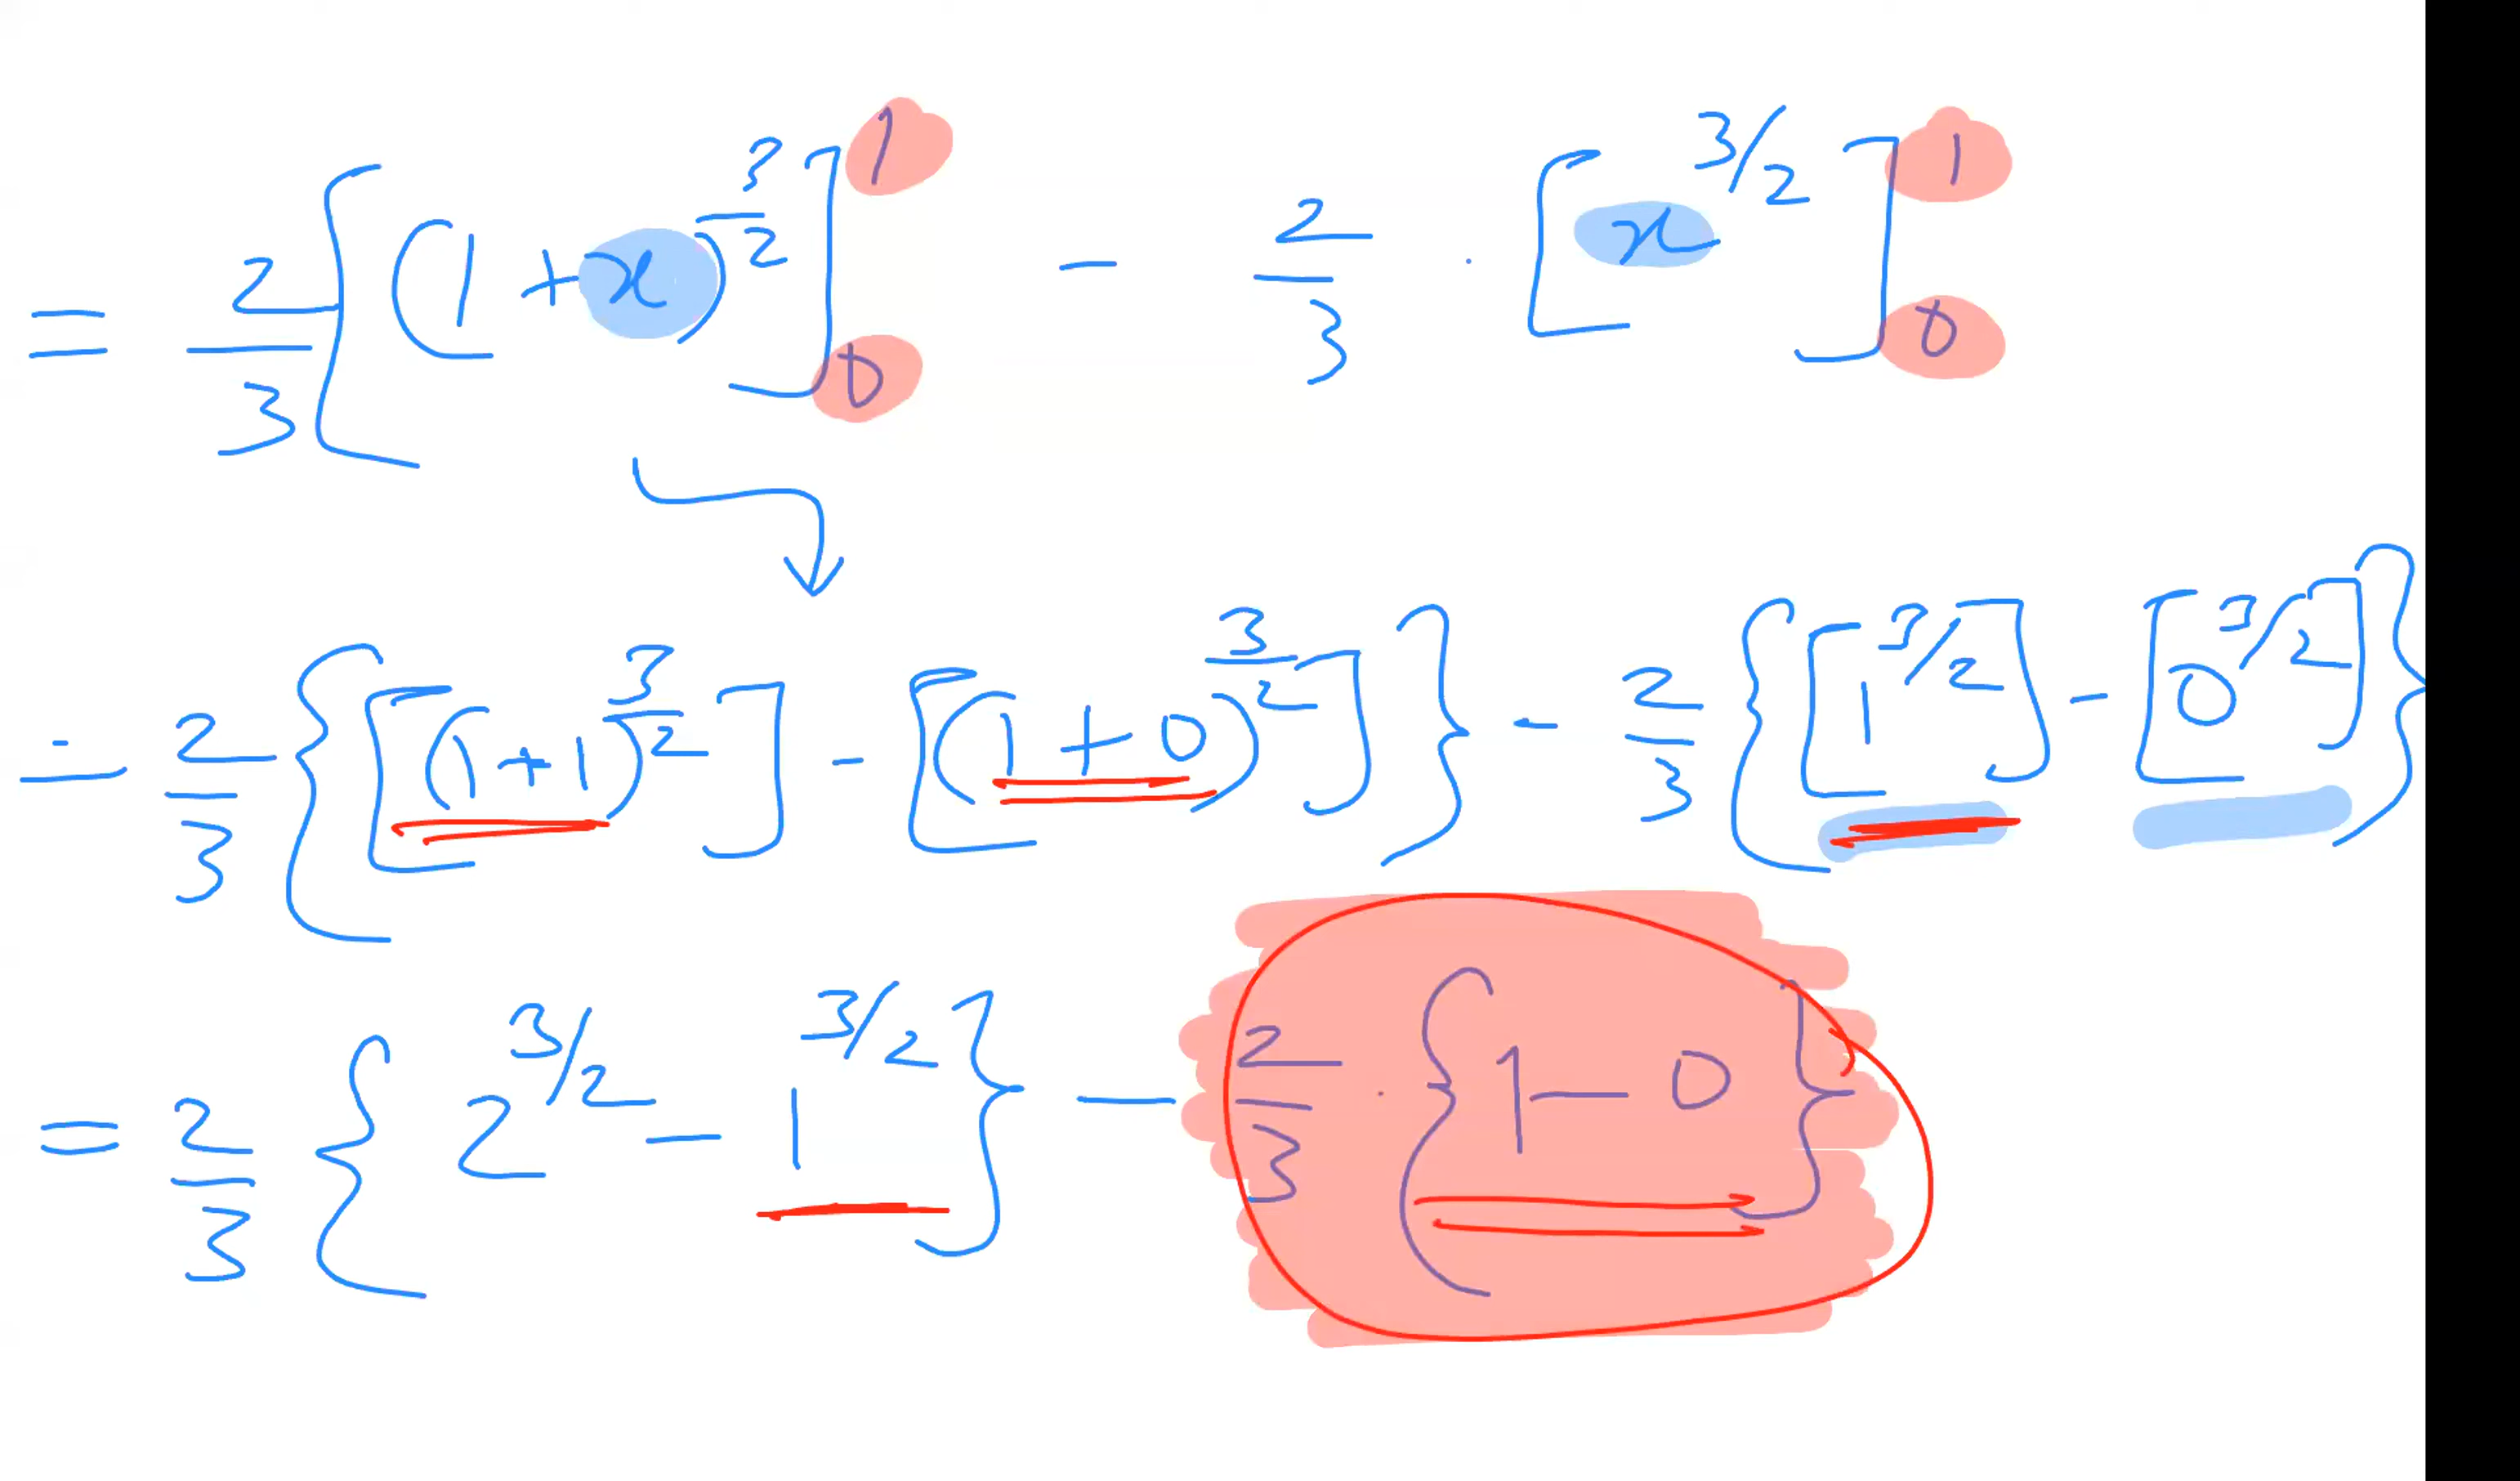 = 2/3 [(1 + x)^{3/2}]_0^1 - 2/3 · [x^{3/2}]_0^1
= 2/3 {[(1 + 1)^{3/2}] - [(1 + 0)^{3/2}]} - 2/3 {[1^{3/2}] - [0^{3/2}]}
= 2/3 {2^{3/2} - 1^{3/2}} - 2/3 · {1 - 0}